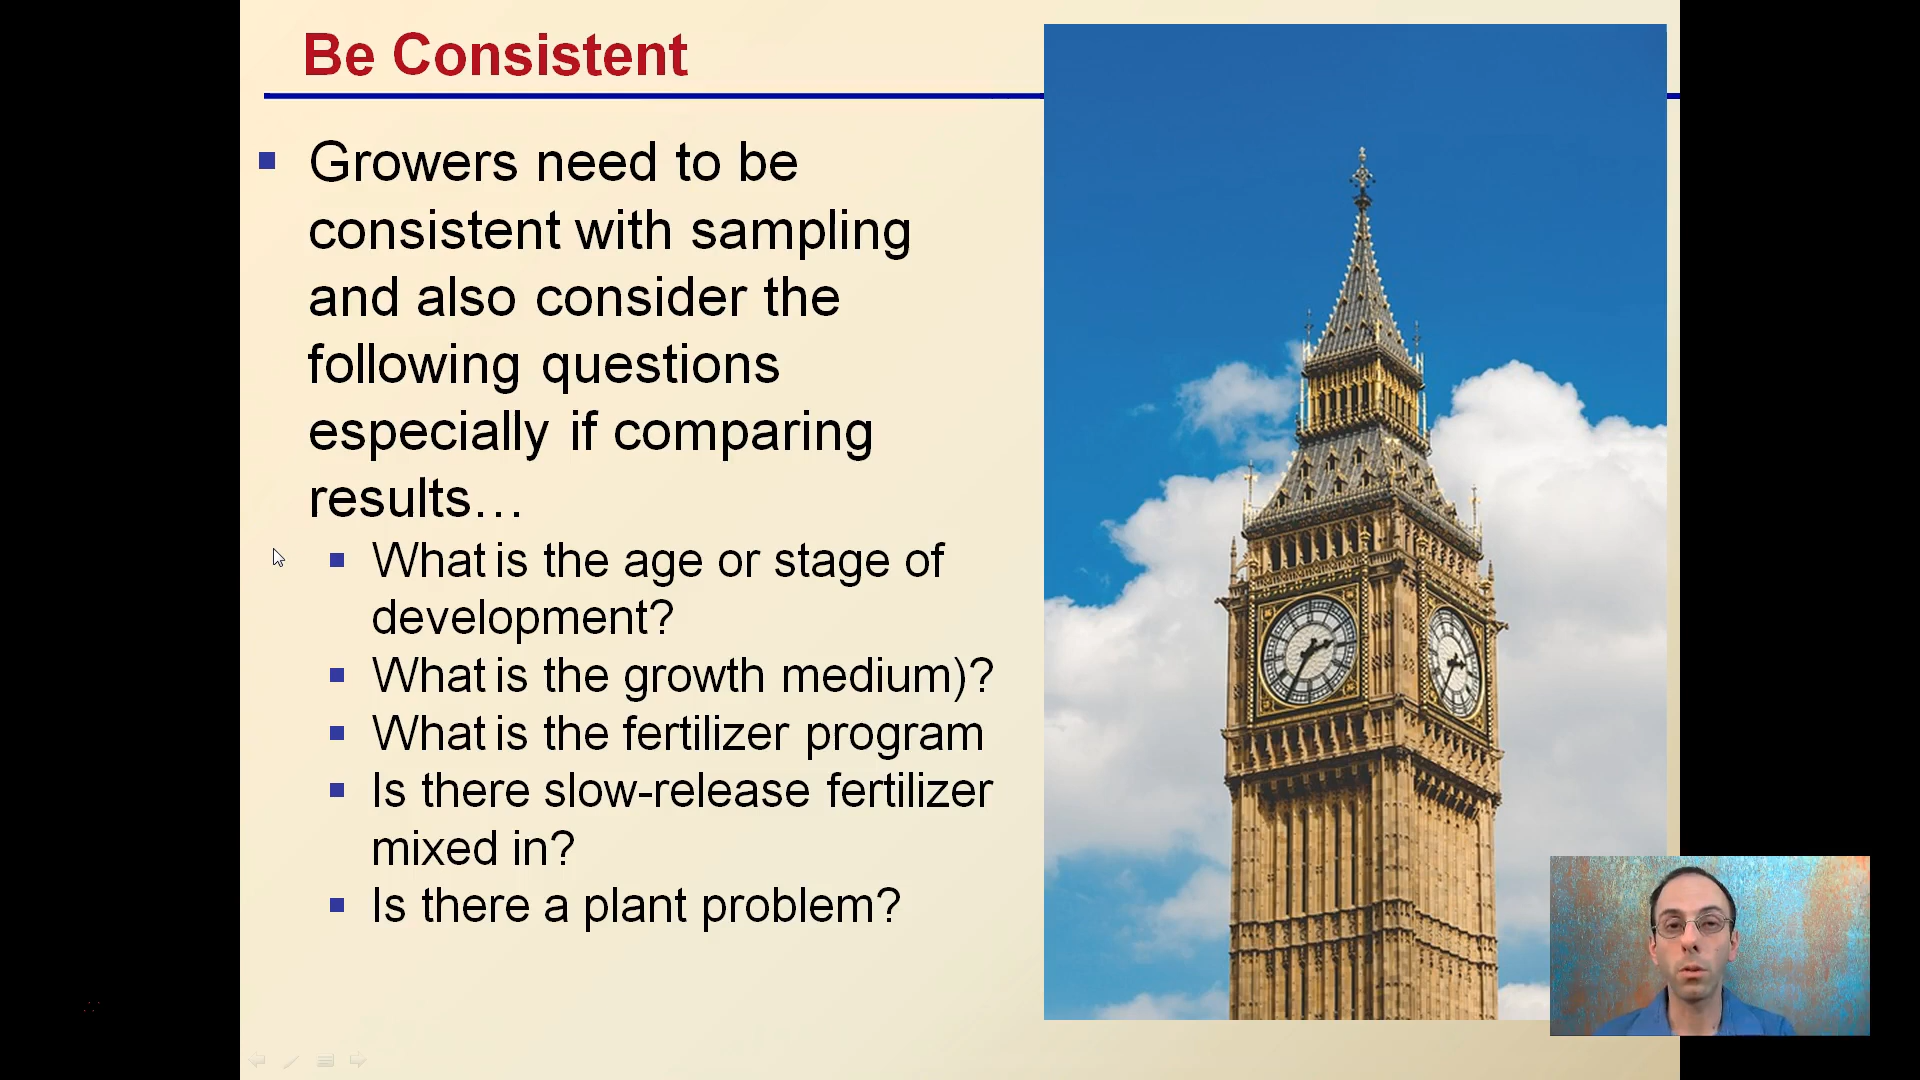 Be Consistent
Growers need to be
consistent with sampling
and also consider the
following questions
especially if comparing
results…
What is the age or stage of
development?
What is the growth medium)?
What is the fertilizer program
Is there slow-release fertilizer
mixed in?
Is there a plant problem?